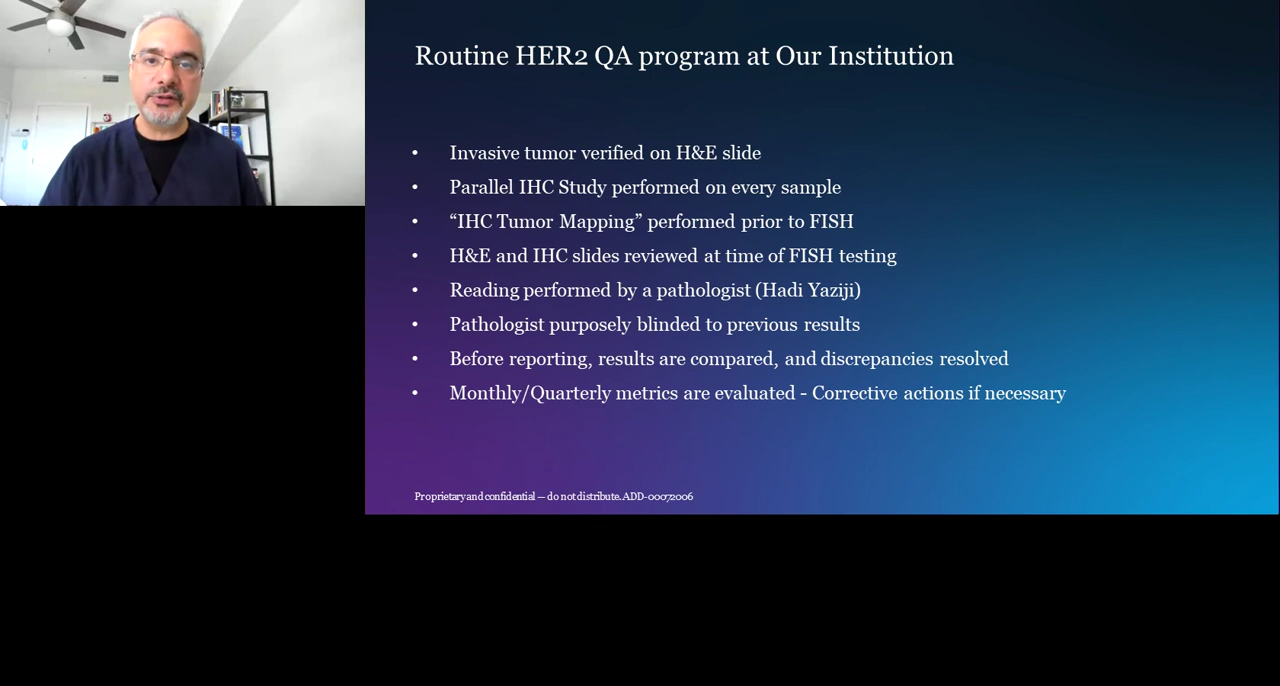 Routine HER2 QA program at Our Institution
• Invasive tumor verified on H&E slide
• Parallel IHC Study performed on every sample
• “IHC Tumor Mapping” performed prior to FISH
• H&E and IHC slides reviewed at time of FISH testing
• Reading performed by a pathologist (Hadi Yaziji)
• Pathologist purposely blinded to previous results
• Before reporting, results are compared, and discrepancies resolved
• Monthly/Quarterly metrics are evaluated - Corrective actions if necessary
Proprietary and confidential — do not distribute. ADD-00072006